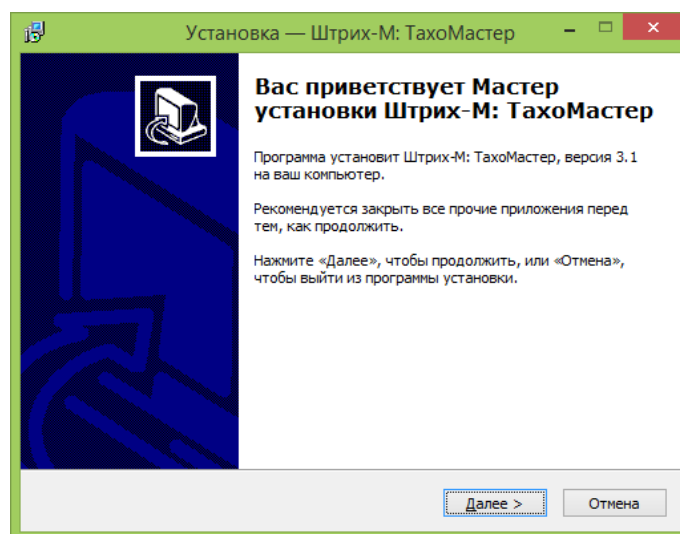 Установка — Штрих-М: ТахоМастер
Вас приветствует Мастер
установки Штрих-М: ТахоМастер
Программа установит Штрих-М: ТахоМастер, версия 3.1
на ваш компьютер.
Рекомендуется закрыть все прочие приложения перед
тем, как продолжить.
Нажмите «Далее», чтобы продолжить, или «Отмена»,
чтобы выйти из программы установки.
Далее >
Отмена